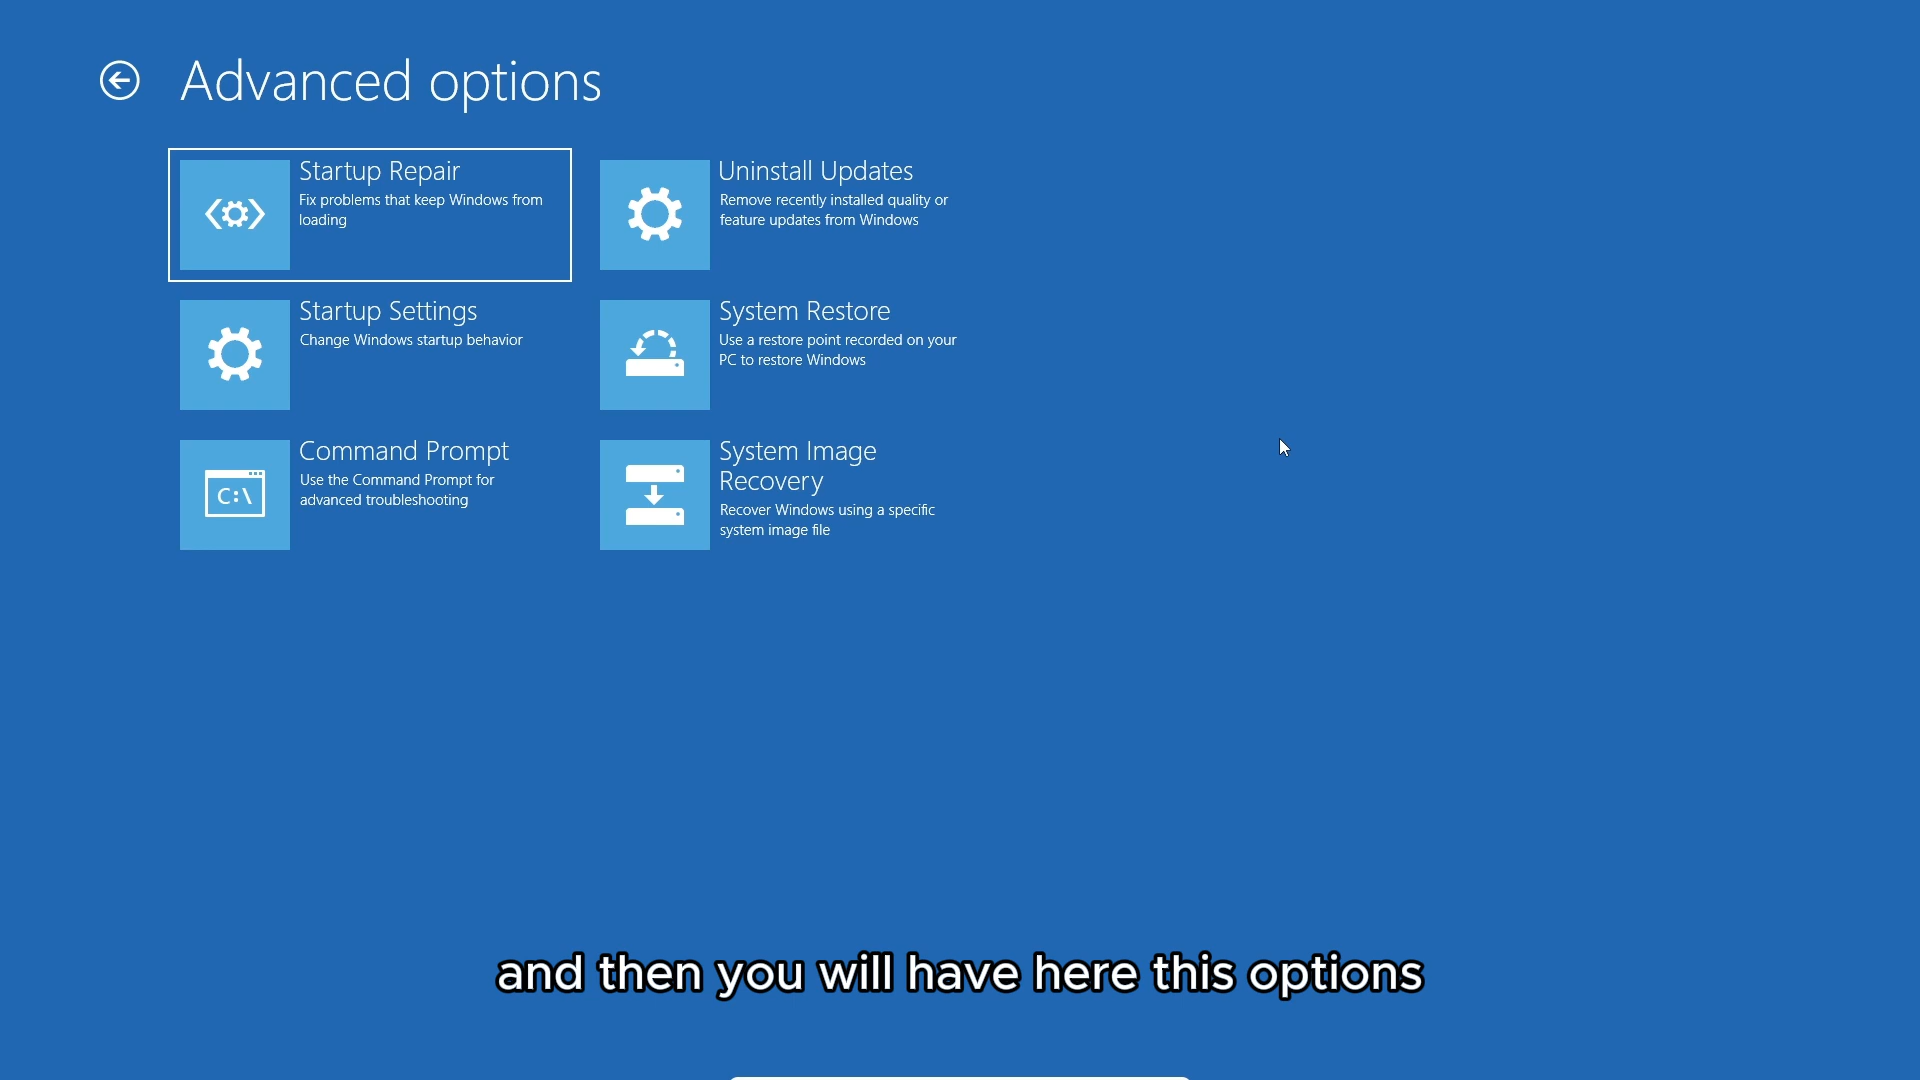 Advanced options
Startup Repair
Fix problems that keep Windows from
loading
Uninstall Updates
Remove recently installed quality or
feature updates from Windows
Startup Settings
Change Windows startup behavior
System Restore
Use a restore point recorded on your
PC to restore Windows
Command Prompt
Use the Command Prompt for
advanced troubleshooting
C:\
System Image
Recovery
Recover Windows using a specific
system image file
and then you will have here this options